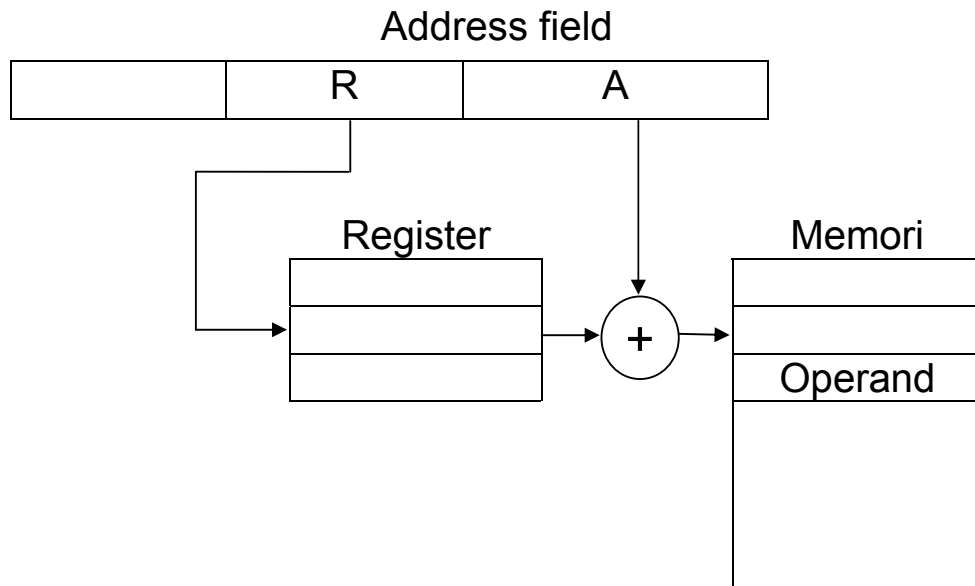 Address field
R A
Register
Memori
+
Operand